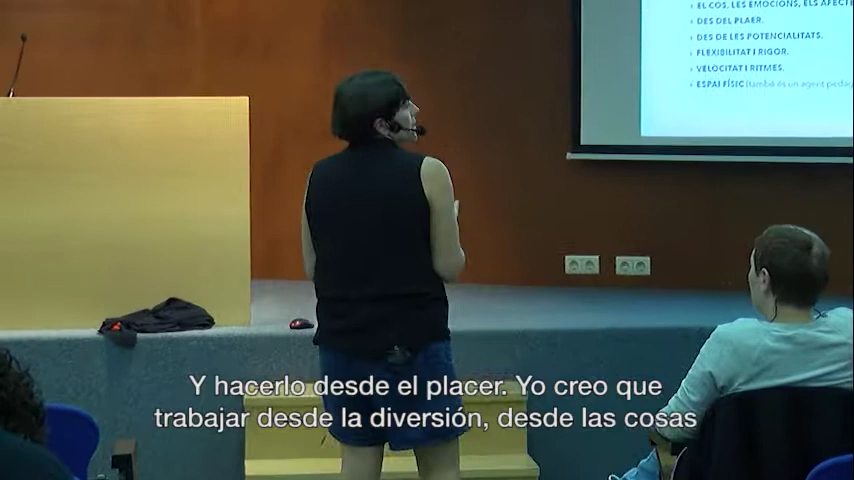 › EL COS, LES EMOCIONS, ELS AFECT
› DES DEL PLAER.
› DES DE LES POTENCIALITATS.
› FLEXIBILITAT I RIGOR.
› VELOCITAT I RITMES.
› ESPAI FÍSIC (també és un agent pedag
Y hacerlo desde el placer. Yo creo que
trabajar desde la diversión, desde las cosas